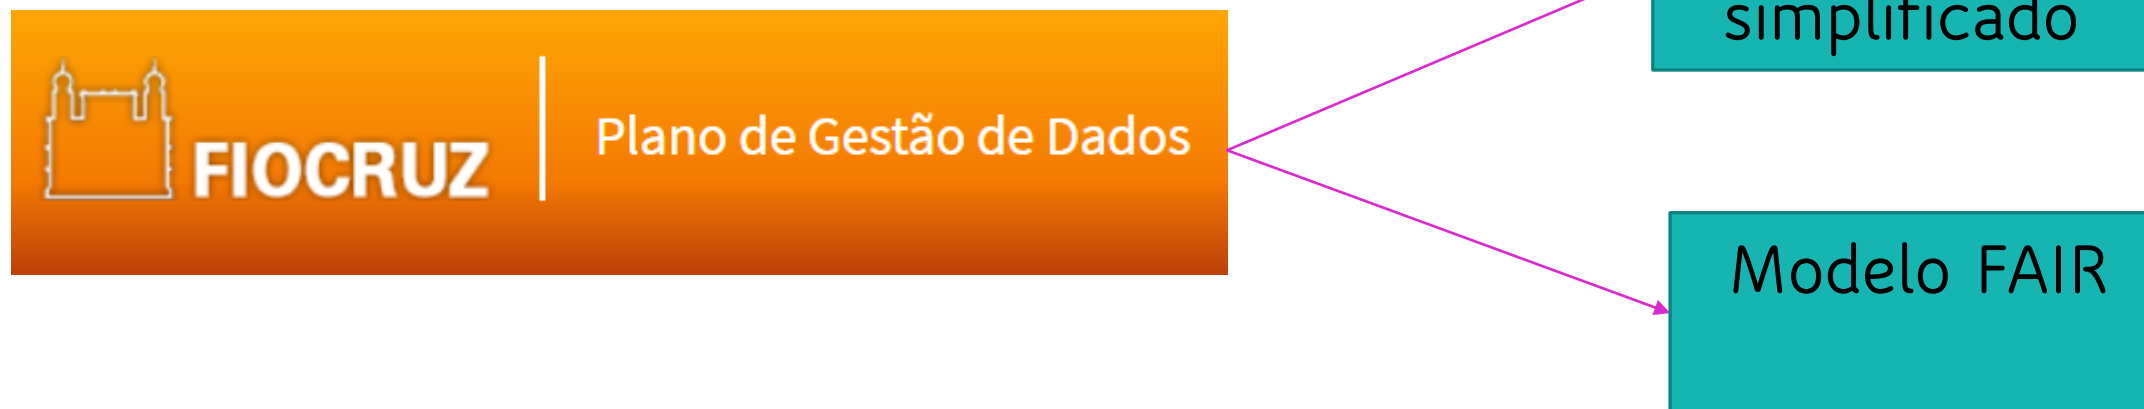 simplificado
FIOCRUZ
Plano de Gestão de Dados
Modelo FAIR